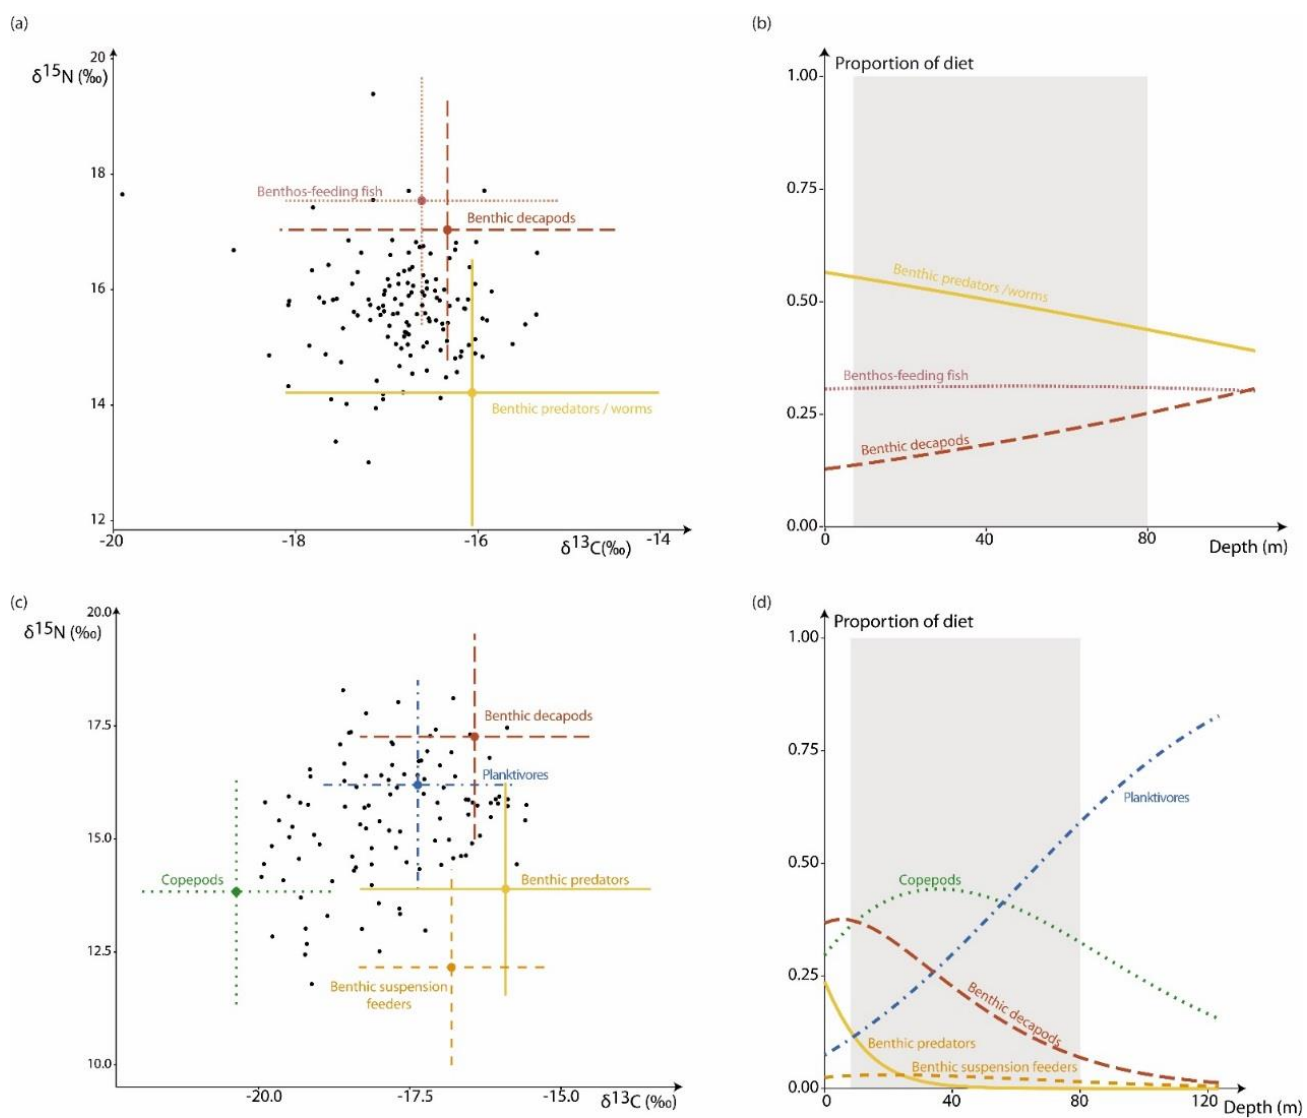 (a)
20
δ15N (‰)
18
Benthos-feeding fish
Benthic decapods
16
14
Benthic predators / worms
12
-20
-18
-16
-14
δ13C(‰)
(b)
Proportion of diet
1.00
0.75
Benthic predators /worms
0.50
Benthos-feeding fish
0.25
Benthic decapods
0.00
0
40
80
Depth (m)
(c)
20.0
δ15N (‰)
17.5
Benthic decapods
Planktivores
15.0
Copepods
Benthic predators
12.5
Benthic suspension
feeders
10.0
-20.0
-17.5
-15.0
δ13C (‰)
(d)
Proportion of diet
1.00
0.75
Planktivores
0.50
Copepods
0.25
Benthic decapods
Benthic predators
Benthic suspension feeders
0.00
0
40
80
120
Depth (m)